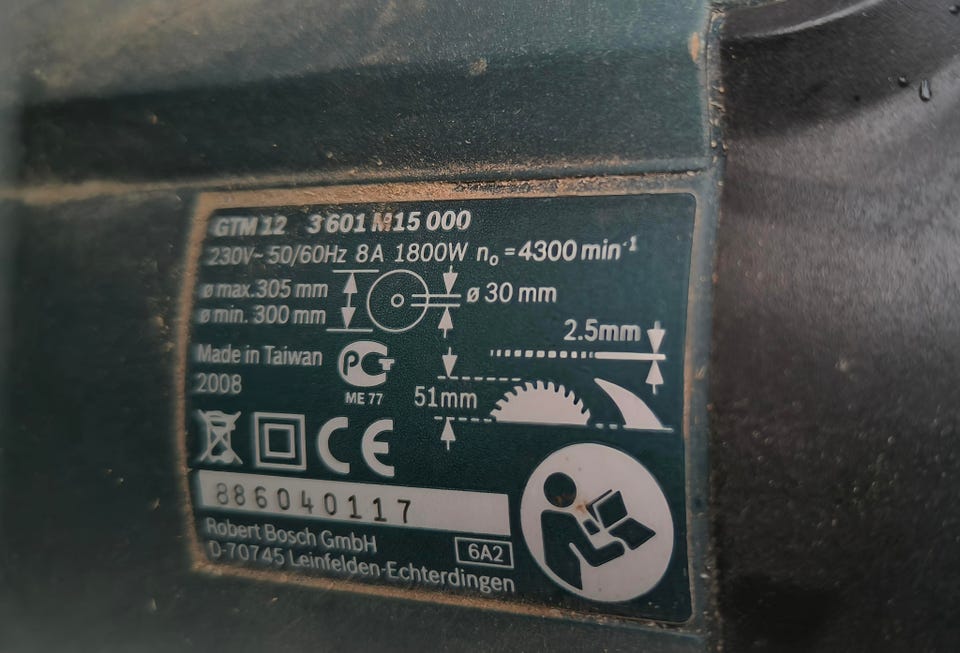 GTM 12 3 601 M15 000
230V~ 50/60Hz 8A 1800W n₀ = 4300 min⁻¹
ø max. 305 mm
ø min. 300 mm
ø 30 mm
2.5mm
Made in Taiwan
2008
РСТ
ME 77
51mm
CE
886040117
Robert Bosch GmbH
6A2
D-70745 Leinfelden-Echterdingen